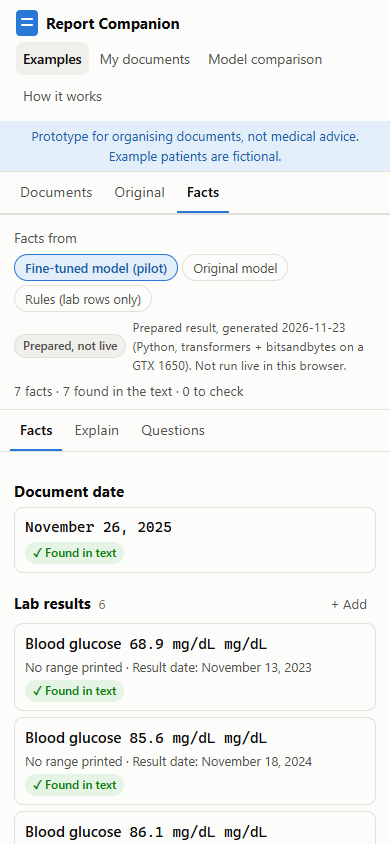 Report Companion
Examples
My documents
Model comparison
How it works
Prototype for organising documents, not medical advice.
Example patients are fictional.
Documents
Original
Facts
Facts from
Fine-tuned model (pilot)
Original model
Rules (lab rows only)
Prepared, not live
Prepared result, generated 2026-11-23
(Python, transformers + bitsandbytes on a
GTX 1650). Not run live in this browser.
7 facts · 7 found in the text · 0 to check
Facts
Explain
Questions
Document date
November 26, 2025
✓ Found in text
Lab results 6
+ Add
Blood glucose 68.9 mg/dL mg/dL
No range printed · Result date: November 13, 2023
✓ Found in text
Blood glucose 85.6 mg/dL mg/dL
No range printed · Result date: November 18, 2024
✓ Found in text
Blood glucose 86.1 mg/dL mg/dL